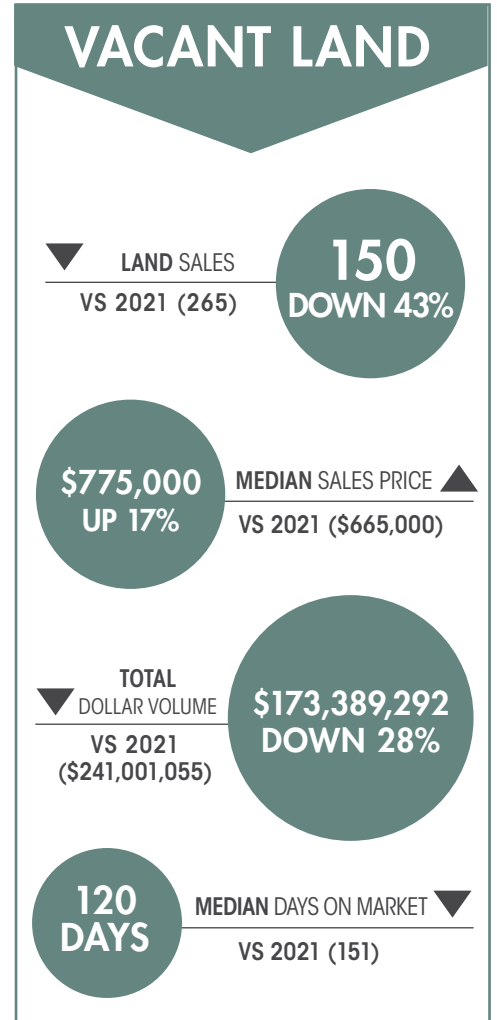 VACANT LAND
LAND SALES
VS 2021 (265)
150
DOWN 43%
$775,000
UP 17%
MEDIAN SALES PRICE
VS 2021 ($665,000)
TOTAL
DOLLAR VOLUME
VS 2021
($241,001,055)
$173,389,292
DOWN 28%
120
DAYS
MEDIAN DAYS ON MARKET
VS 2021 (151)